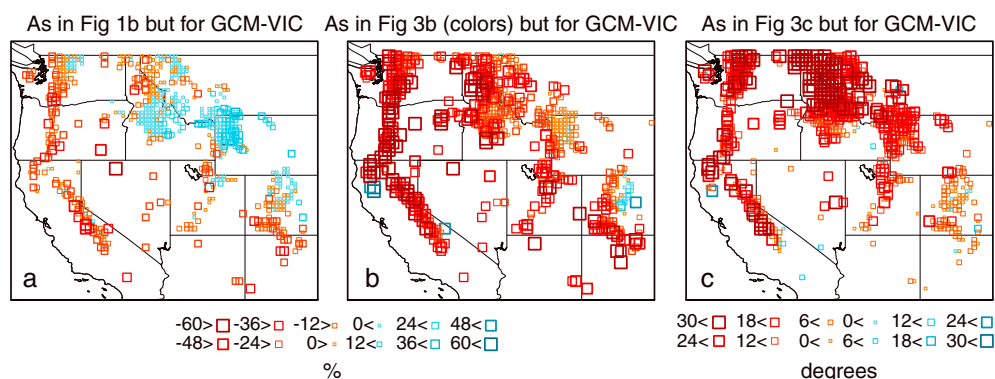 As in Fig 1b but for GCM-VIC
As in Fig 3b (colors) but for GCM-VIC
As in Fig 3c but for GCM-VIC
a
b
c
-60> -36> -12> 0< 24< 48<
-48> -24> 0> 12< 36< 60<
%
30< 18< 6< 0< 12< 24<
24< 12< 0< 6< 18< 30<
degrees